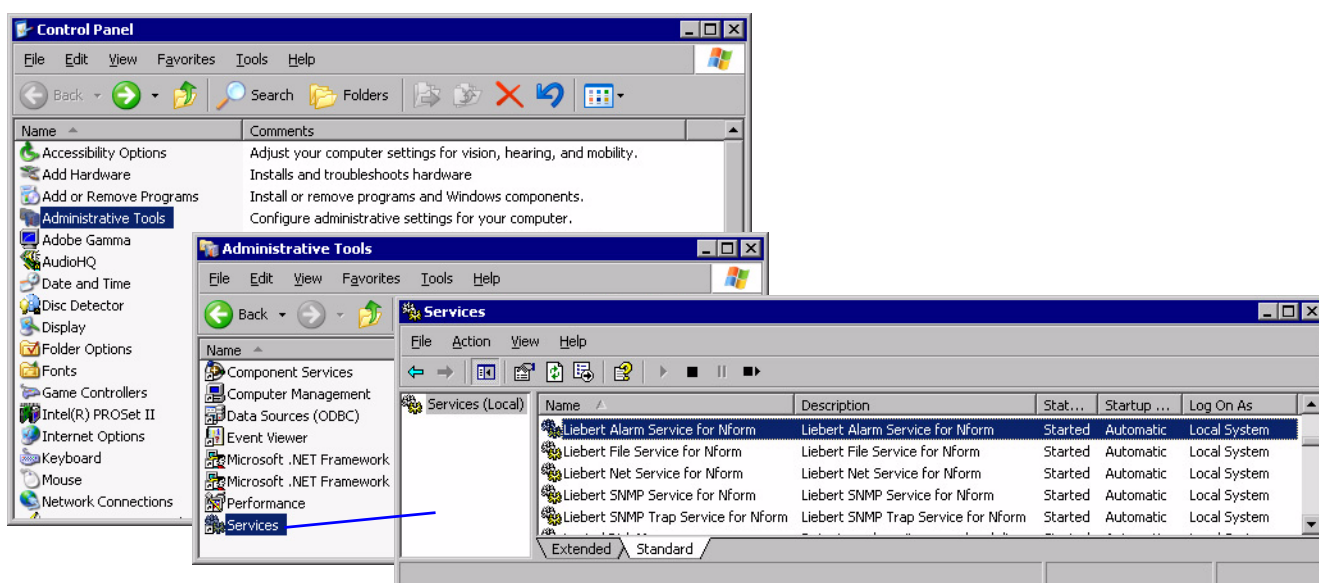 Control Panel
File Edit View Favorites Tools Help
Back Search Folders
Name Comments
Accessibility Options Adjust your computer settings for vision, hearing, and mobility.
Add Hardware Installs and troubleshoots hardware
Add or Remove Programs Install or remove programs and Windows components.
Administrative Tools Configure administrative settings for your computer.
Adobe Gamma
AudioHQ
Date and Time
Disc Detector
Display
Folder Options
Fonts
Game Controllers
Intel(R) PROSet II
Internet Options
Keyboard
Mouse
Network Connections
Administrative Tools
File Edit View Favorites Tools Help
Back
Name
Component Services
Computer Management
Data Sources (ODBC)
Event Viewer
Microsoft .NET Framework
Microsoft .NET Framework
Performance
Services
Services
File Action View Help
Services (Local)
Name Description Stat... Startup ... Log On As
Liebert Alarm Service for Nform Liebert Alarm Service for Nform Started Automatic Local System
Liebert File Service for Nform Liebert File Service for Nform Started Automatic Local System
Liebert Net Service for Nform Liebert Net Service for Nform Started Automatic Local System
Liebert SNMP Service for Nform Liebert SNMP Service for Nform Started Automatic Local System
Liebert SNMP Trap Service for Nform Liebert SNMP Trap Service for Nform Started Automatic Local System
Extended Standard